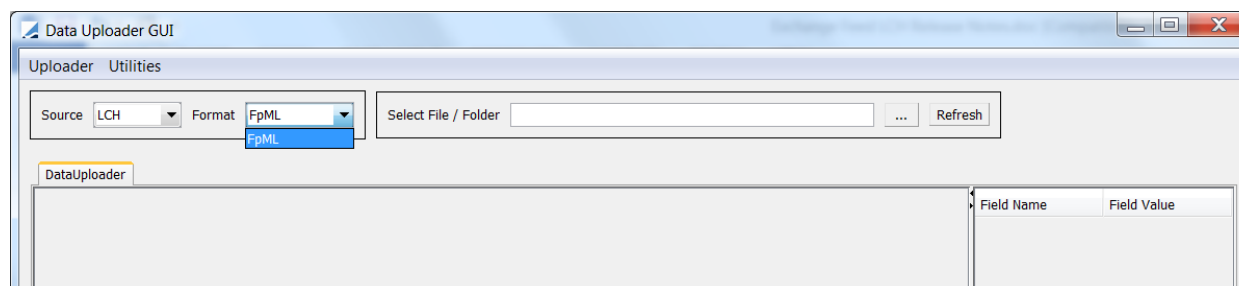 Data Uploader GUI
Uploader Utilities
Source LCH Format FpML Select File / Folder ... Refresh
FpML
DataUploader
Field Name Field Value